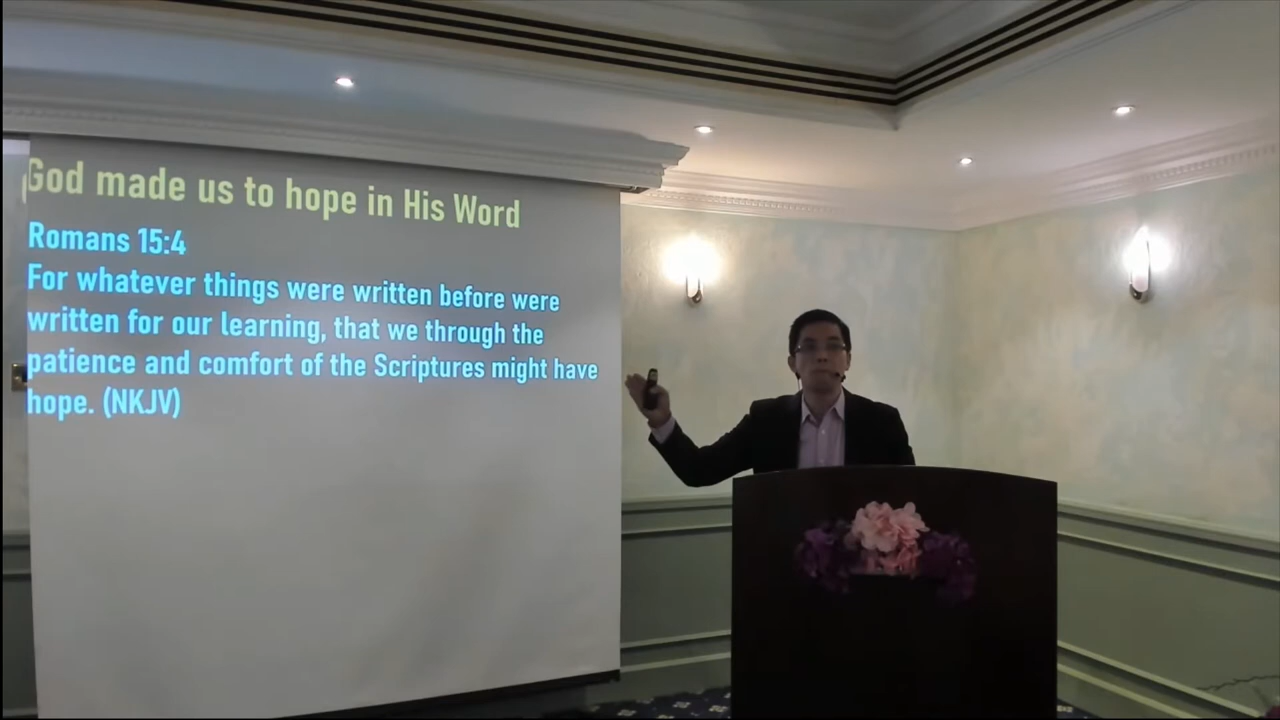 God made us to hope in His Word
Romans 15:4
For whatever things were written before were
written for our learning, that we through the
patience and comfort of the Scriptures might have
hope. (NKJV)